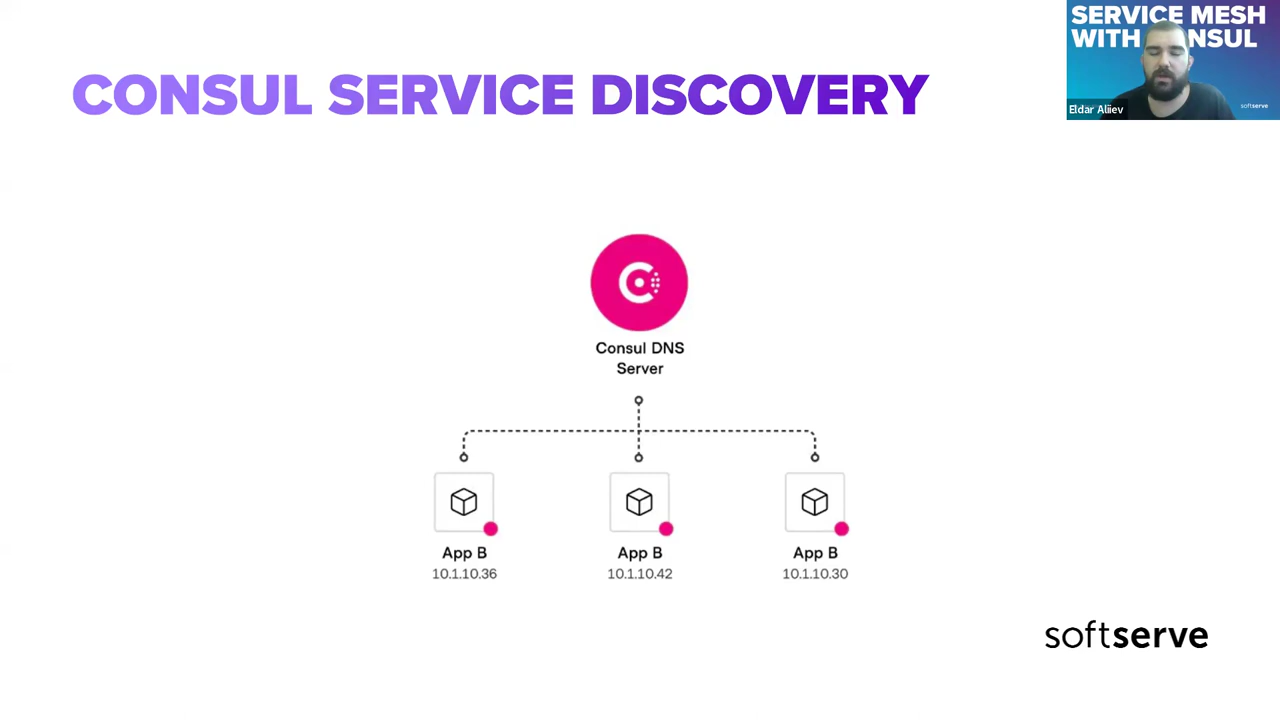 SERVICE MESH
WITH CONSUL
Eldar Aliiev
softserve
CONSUL SERVICE DISCOVERY
Consul DNS
Server
App B
10.1.10.36
App B
10.1.10.42
App B
10.1.10.30
softserve